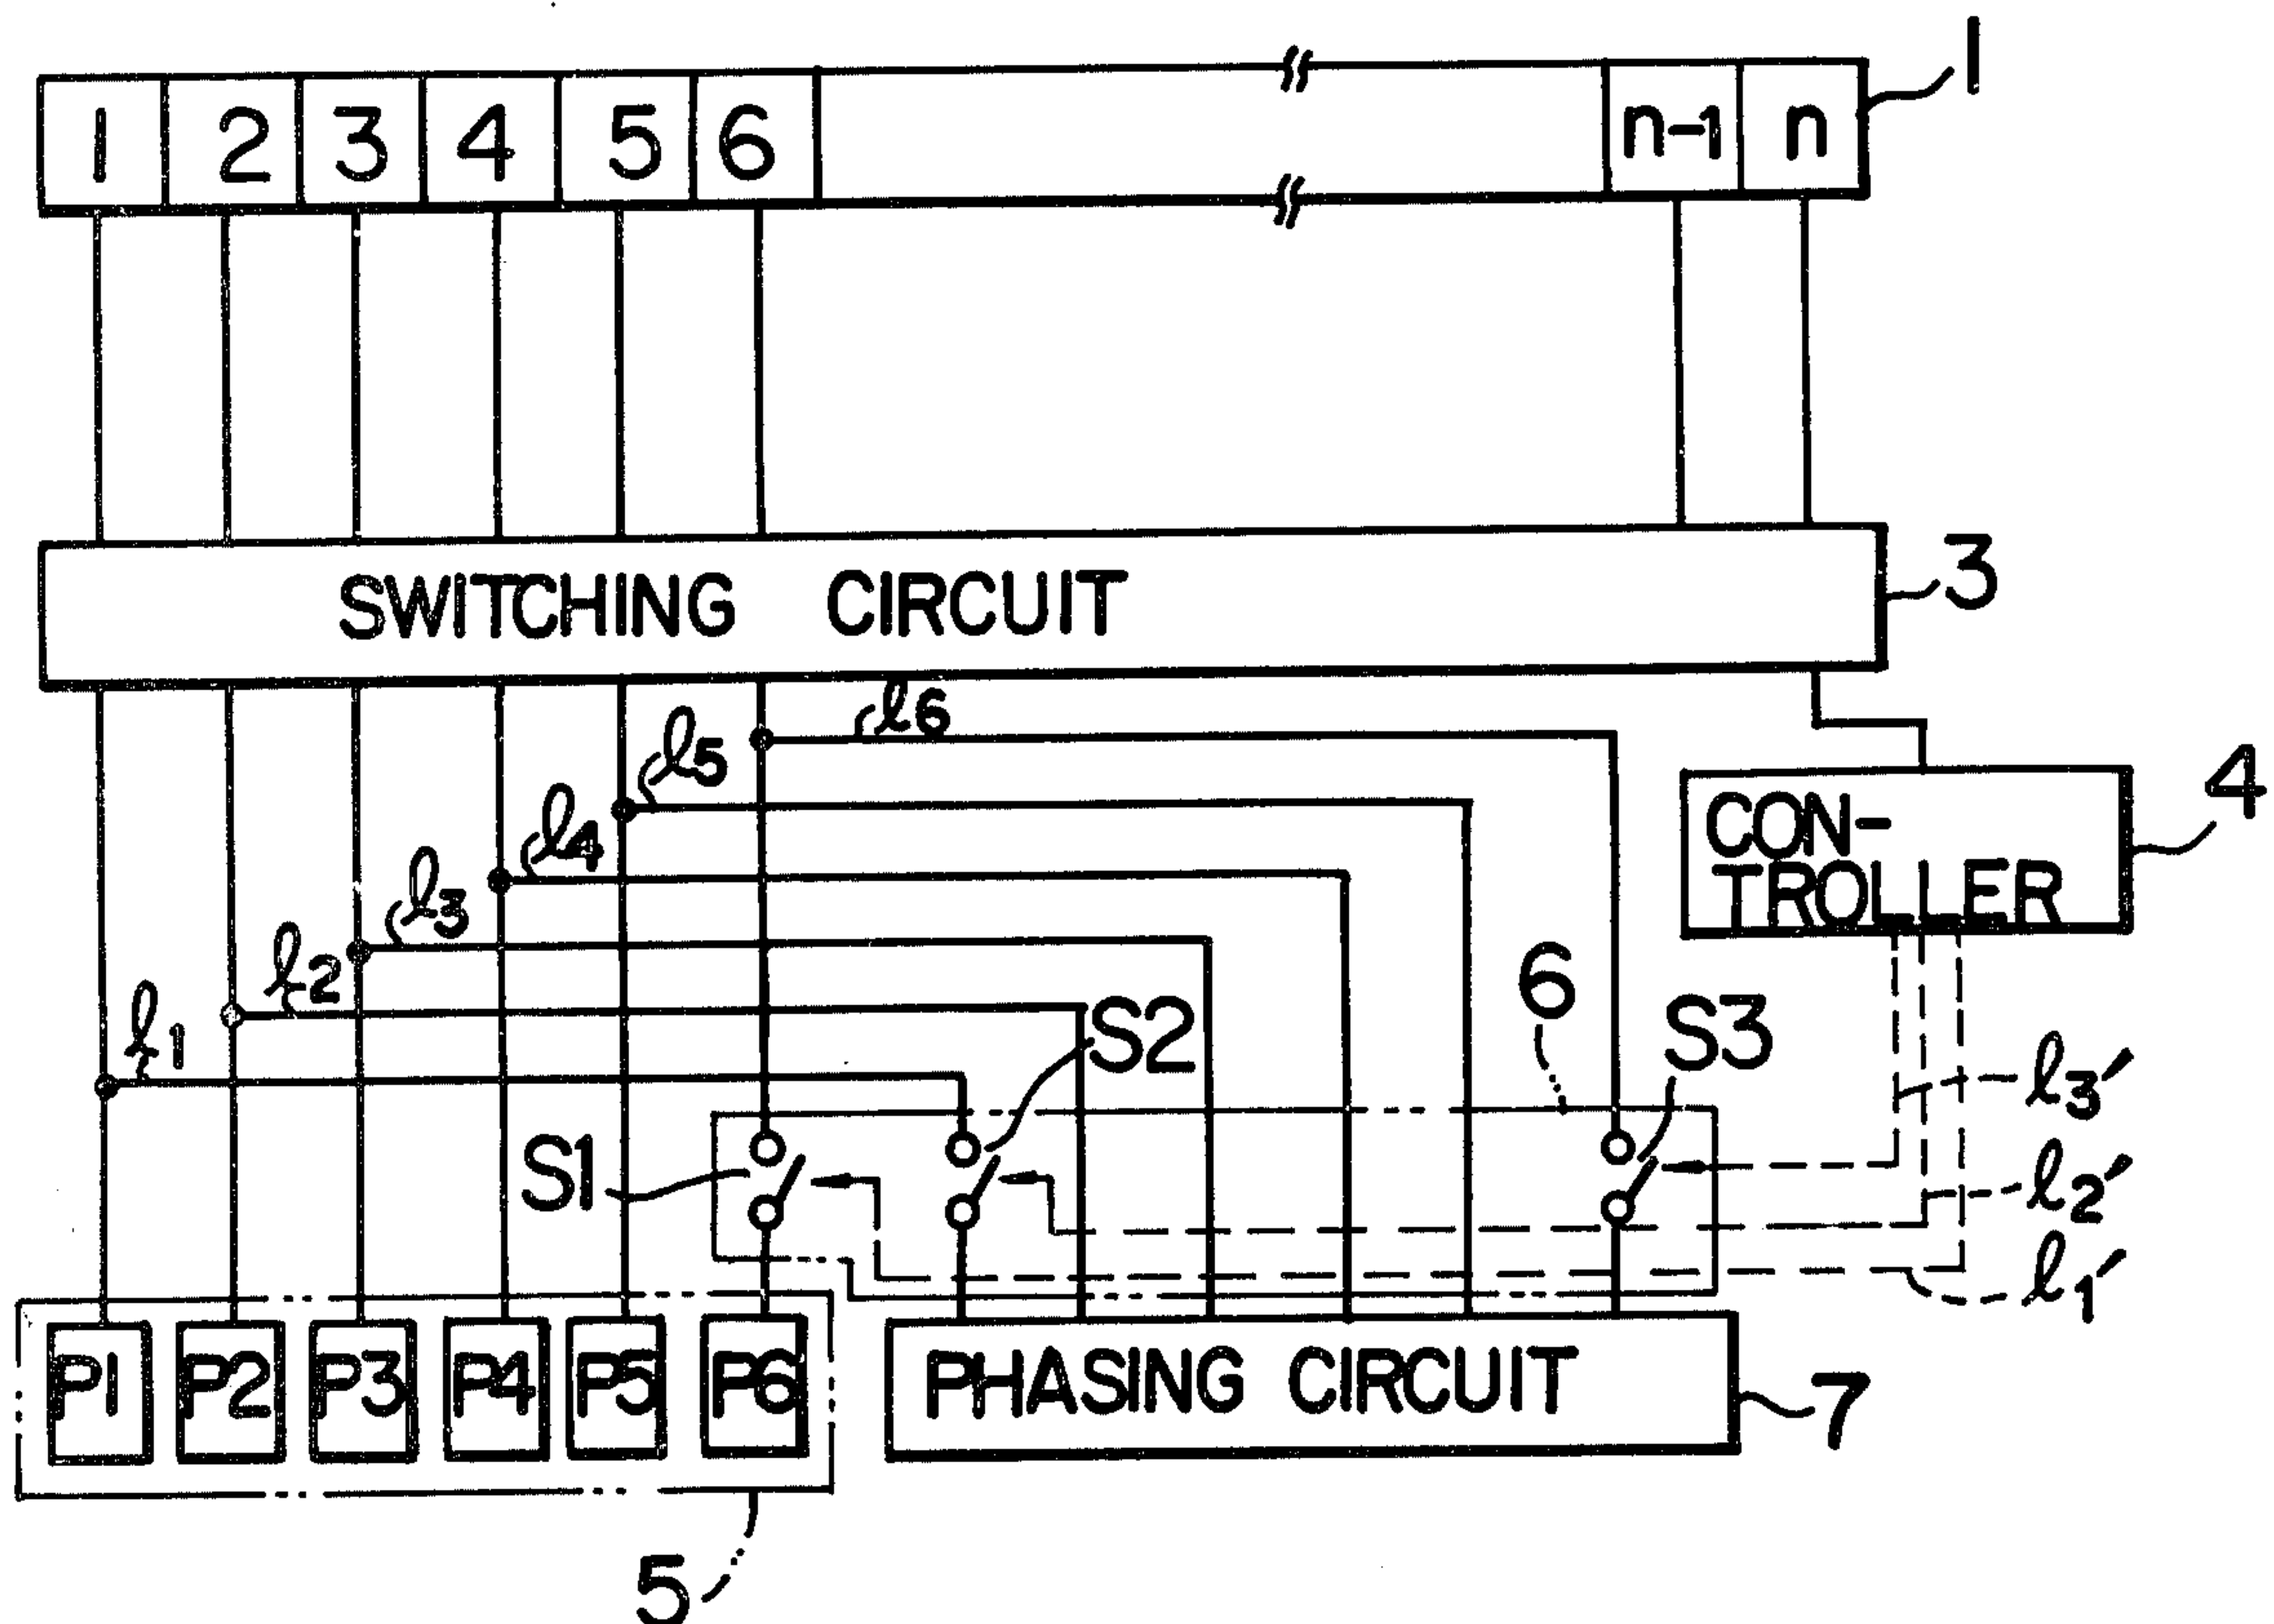 1
1 2 3 4 5 6 n-1 n
SWITCHING CIRCUIT
3
ℓ6
ℓ5
ℓ4
ℓ3
ℓ2
ℓ1
CON-
TROLLER
4
6
S1
S2
S3
ℓ3'
ℓ2'
ℓ1'
P1 P2 P3 P4 P5 P6
PHASING CIRCUIT
7
5